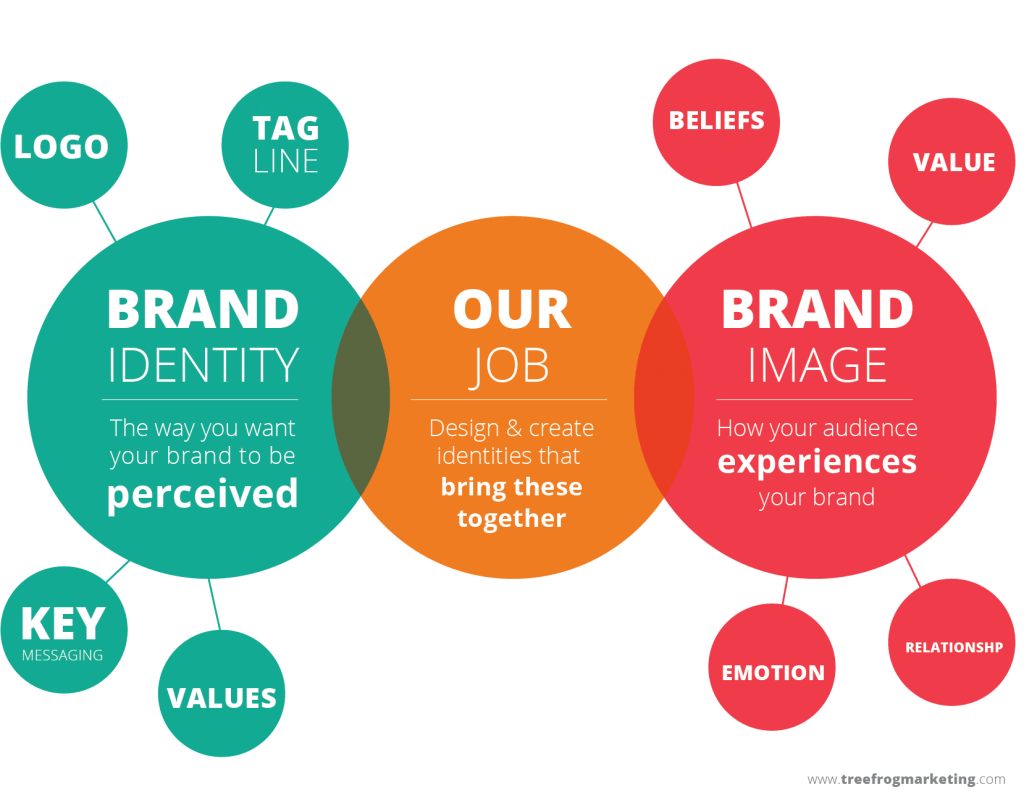 LOGO
TAG
LINE
BELIEFS
VALUE
BRAND
IDENTITY
The way you want
your brand to be
perceived
OUR
JOB
Design & create
identities that
bring these
together
BRAND
IMAGE
How your audience
experiences
your brand
KEY
MESSAGING
VALUES
EMOTION
RELATIONSHP
www.treefrogmarketing.com